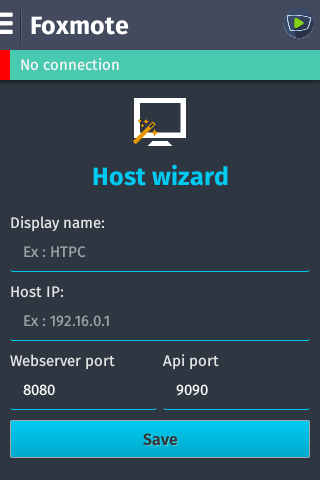 Foxmote
No connection
Host wizard
Display name:
Ex : HTPC
Host IP:
Ex : 192.16.0.1
Webserver port Api port
8080 9090
Save